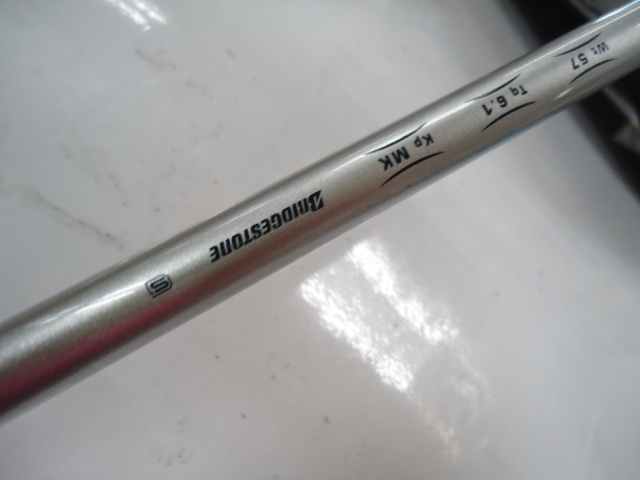 Wt 57
Tq 6.1
Kp MK
BRIDGESTONE
S